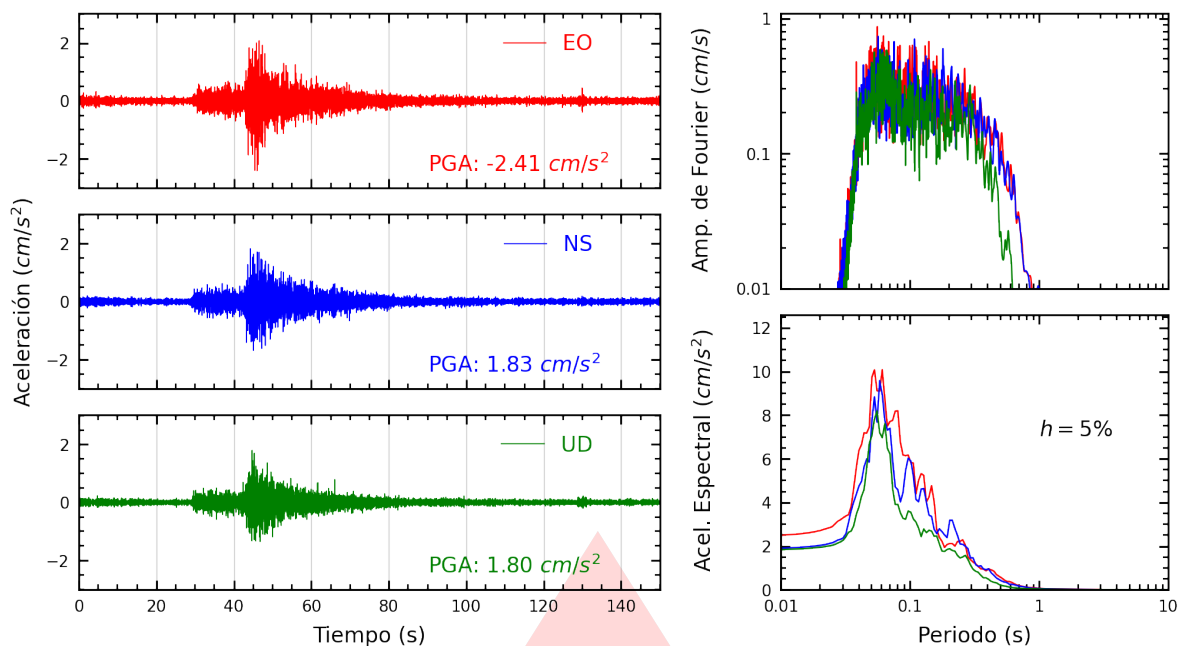 Aceleración (cm/s²)
2
0
−2
EO
PGA: -2.41 cm/s²
2
0
−2
NS
PGA: 1.83 cm/s²
2
0
−2
UD
PGA: 1.80 cm/s²
0 20 40 60 80 100 120 140
Tiempo (s)
Amp. de Fourier (cm/s)
1
0.1
0.01
Acel. Espectral (cm/s²)
12
10
8
6
4
2
0
h = 5%
0.01 0.1 1 10
Periodo (s)